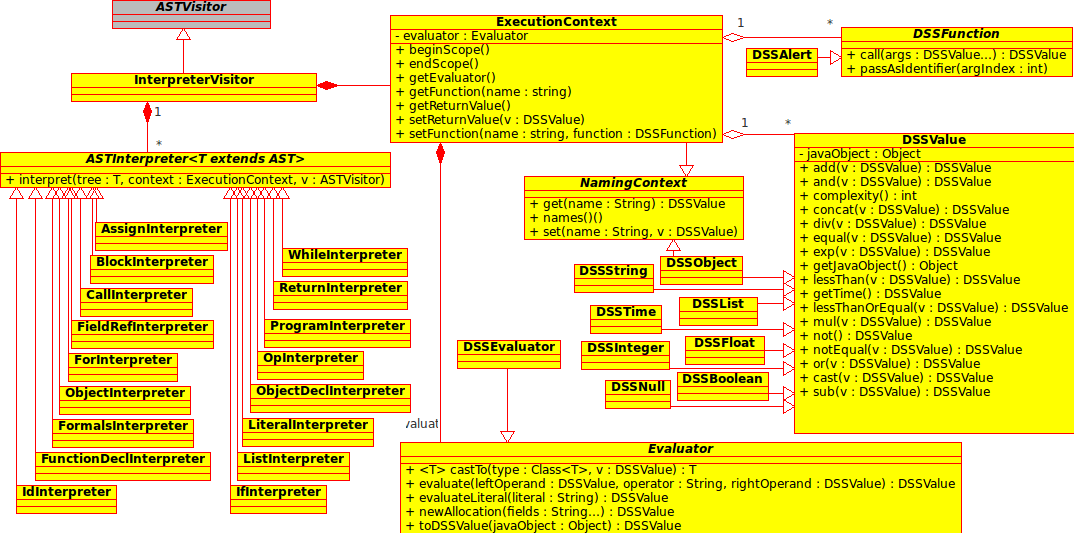 ASTVisitor
InterpreterVisitor
1
*
ASTInterpreter<T extends AST>
+ interpret(tree : T, context : ExecutionContext, v : ASTVisitor)
AssignInterpreter
BlockInterpreter
CallInterpreter
FieldRefInterpreter
ForInterpreter
ObjectInterpreter
FormalsInterpreter
FunctionDeclInterpreter
IdInterpreter
WhileInterpreter
ReturnInterpreter
ProgramInterpreter
OpInterpreter
ObjectDeclInterpreter
LiteralInterpreter
ListInterpreter
IfInterpreter
ExecutionContext
- evaluator : Evaluator
+ beginScope()
+ endScope()
+ getEvaluator()
+ getFunction(name : string)
+ getReturnValue()
+ setReturnValue(v : DSSValue)
+ setFunction(name : string, function : DSSFunction)
1
*
DSSFunction
+ call(args : DSSValue...) : DSSValue
+ passAsIdentifier(argIndex : int)
DSSAlert
1
*
NamingContext
+ get(name : String) : DSSValue
+ names()()
+ set(name : String, v : DSSValue)
DSSValue
- javaObject : Object
+ add(v : DSSValue) : DSSValue
+ and(v : DSSValue) : DSSValue
+ complexity() : int
+ concat(v : DSSValue) : DSSValue
+ div(v : DSSValue) : DSSValue
+ equal(v : DSSValue) : DSSValue
+ exp(v : DSSValue) : DSSValue
+ getJavaObject() : Object
+ lessThan(v : DSSValue) : DSSValue
+ getTime() : DSSValue
+ lessThanOrEqual(v : DSSValue) : DSSValue
+ mul(v : DSSValue) : DSSValue
+ not() : DSSValue
+ notEqual(v : DSSValue) : DSSValue
+ or(v : DSSValue) : DSSValue
+ cast(v : DSSValue) : DSSValue
+ sub(v : DSSValue) : DSSValue
DSSObject
DSSString
DSSList
DSSTime
DSSFloat
DSSInteger
DSSBoolean
DSSNull
DSSEvaluator
Evaluator
+ <T> castTo(type : Class<T>, v : DSSValue) : T
+ evaluate(leftOperand : DSSValue, operator : String, rightOperand : DSSValue) : DSSValue
+ evaluateLiteral(literal : String) : DSSValue
+ newAllocation(fields : String...) : DSSValue
+ toDSSValue(javaObject : Object) : DSSValue